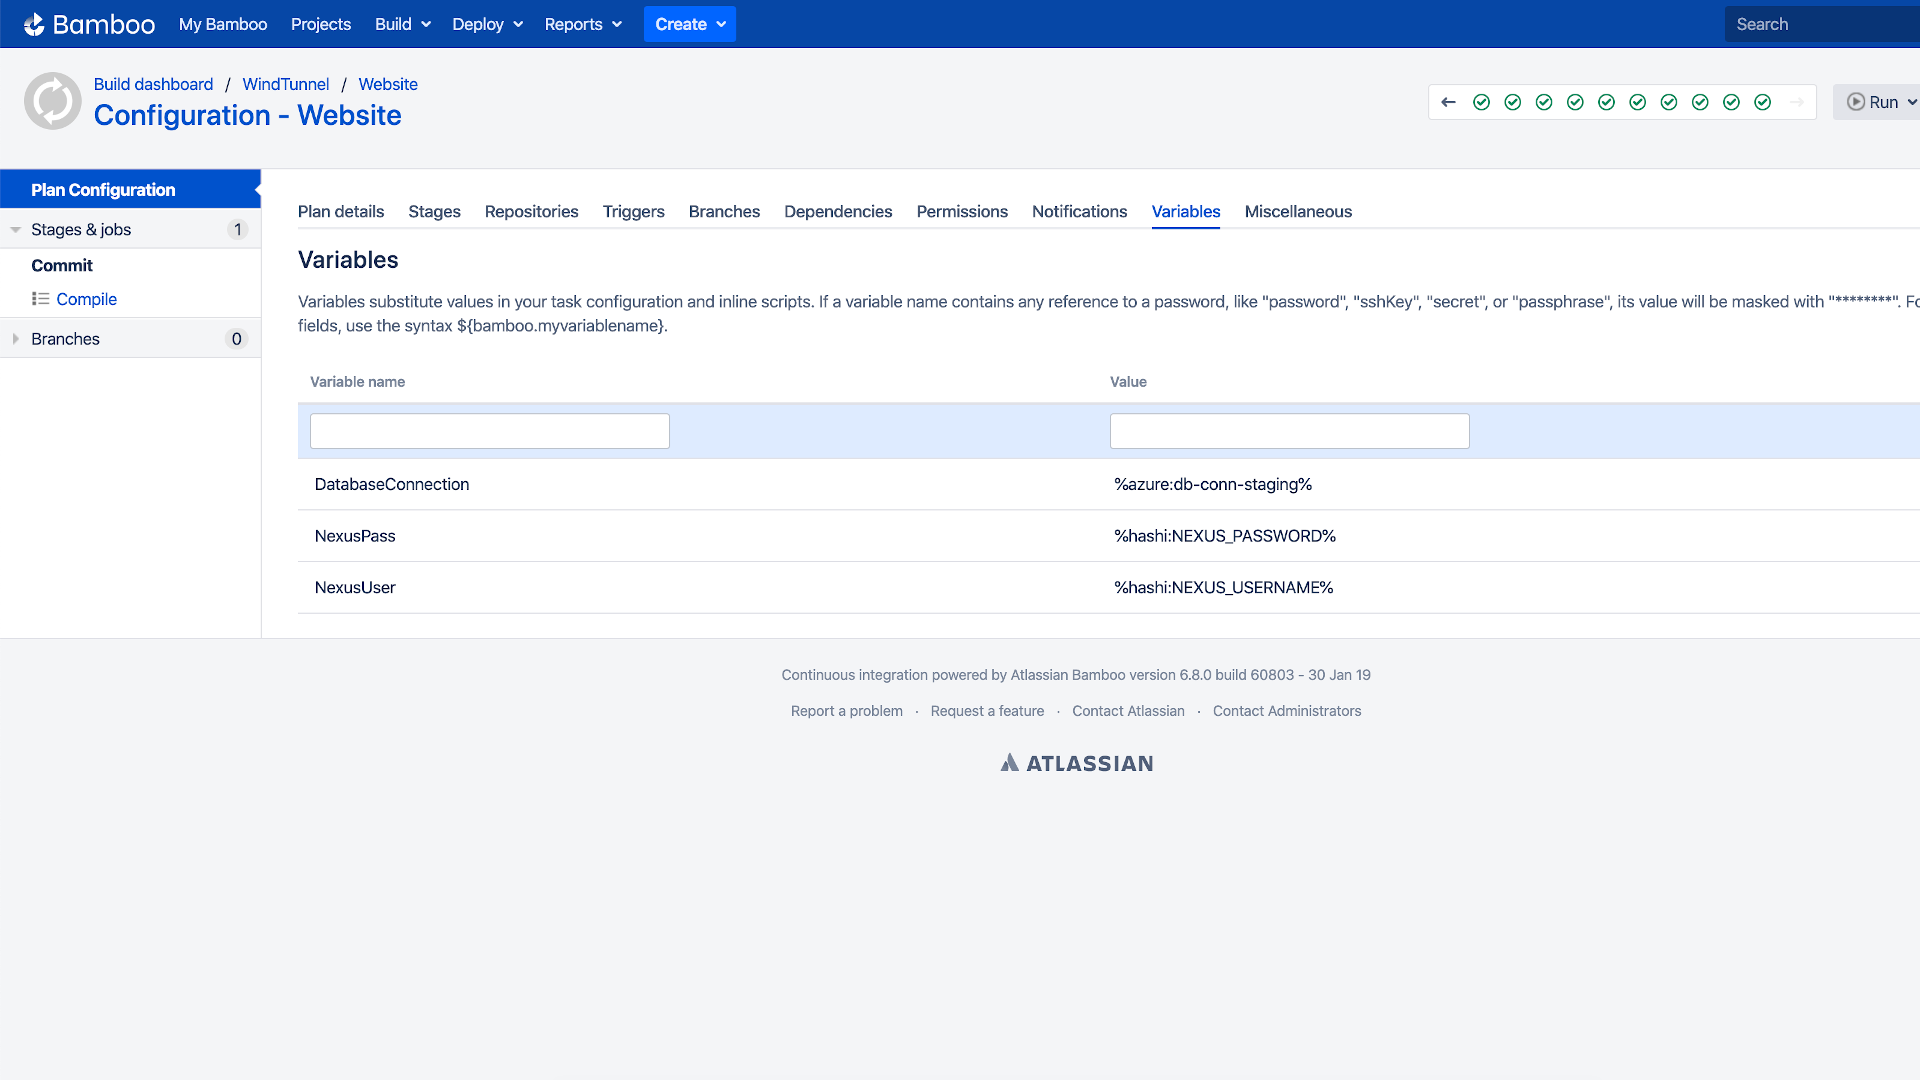 Bamboo My Bamboo Projects Build Deploy Reports Create Search
Build dashboard / WindTunnel / Website
Configuration - Website
Run
Plan Configuration
Stages & jobs 1
Commit
Compile
Branches 0
Plan details Stages Repositories Triggers Branches Dependencies Permissions Notifications Variables Miscellaneous
Variables
Variables substitute values in your task configuration and inline scripts. If a variable name contains any reference to a password, like "password", "sshKey", "secret", or "passphrase", its value will be masked with "********". Fo
fields, use the syntax ${bamboo.myvariablename}.
Variable name Value
DatabaseConnection %azure:db-conn-staging%
NexusPass %hashi:NEXUS_PASSWORD%
NexusUser %hashi:NEXUS_USERNAME%
Continuous integration powered by Atlassian Bamboo version 6.8.0 build 60803 - 30 Jan 19
Report a problem · Request a feature · Contact Atlassian · Contact Administrators
ATLASSIAN